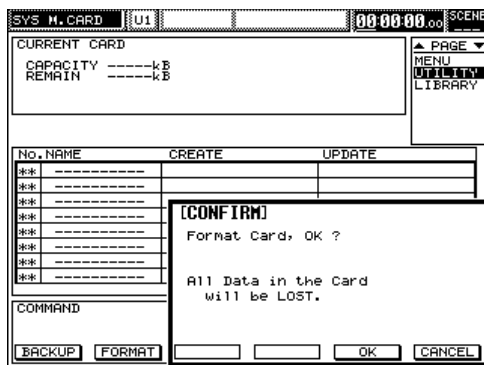 SYS M.CARD U1 00:00:00.00 SCENE
---
CURRENT CARD
CAPACITY -----kB
REMAIN -----kB
▲ PAGE ▼
MENU
UTILITY
LIBRARY
No. NAME CREATE UPDATE
** ----------
** ----------
** ----------
** ----------
** ----------
** ----------
** ----------
** ----------
[CONFIRM]
Format Card, OK ?
All Data in the Card
will be LOST.
COMMAND
BACKUP FORMAT OK CANCEL